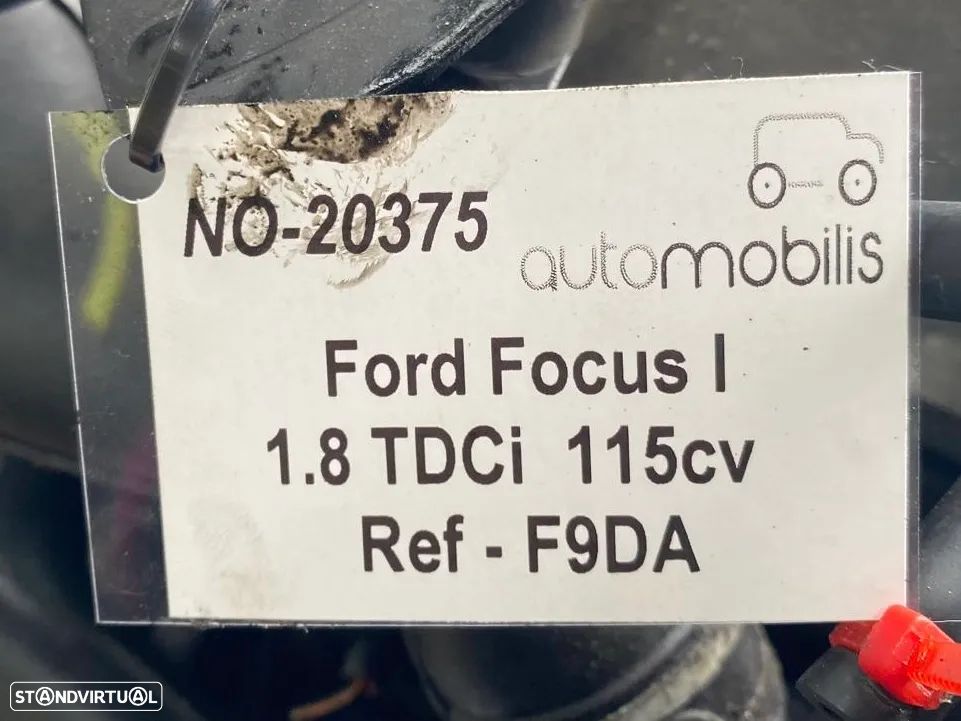 NO-20375
automobilis
Ford Focus I
1.8 TDCi 115cv
Ref - F9DA
STANDVIRTUAL